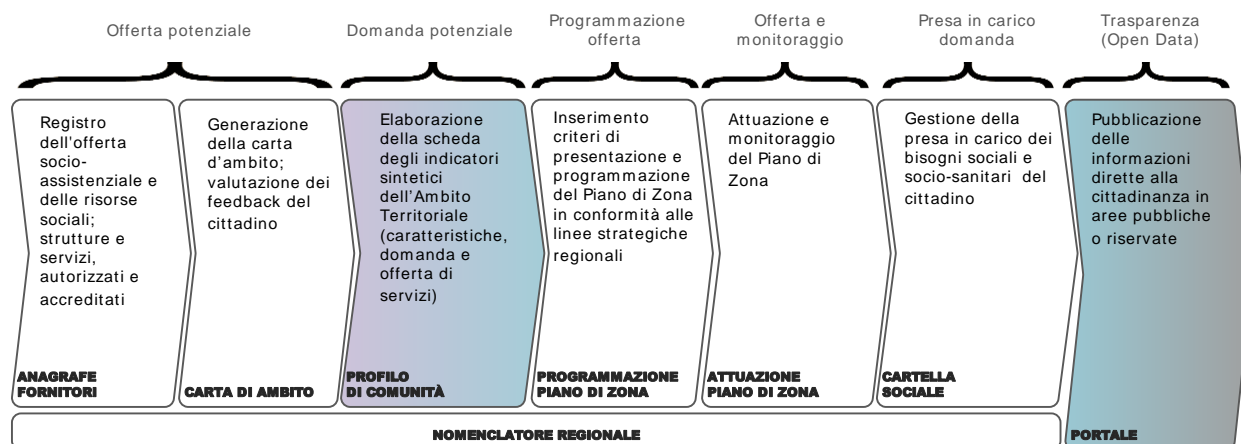 Offerta potenziale
Domanda potenziale
Programmazione
offerta
Offerta e
monitoraggio
Presa in carico
domanda
Trasparenza
(Open Data)
Registro
dell'offerta
socio-
assistenziale e
delle risorse
sociali;
strutture e
servizi,
autorizzati e
accreditati
ANAGRAFE
FORNITORI
Generazione
della carta
d'ambito;
valutazione dei
feedback del
cittadino
CARTA DI AMBITO
Elaborazione
della scheda
degli indicatori
sintetici
dell'Ambito
Territoriale
(caratteristiche,
domanda e
offerta di
servizi)
PROFILO
DI COMUNITÀ
Inserimento
criteri di
presentazione e
programmazione
del Piano di Zona
in conformità alle
linee strategiche
regionali
PROGRAMMAZIONE
PIANO DI ZONA
Attuazione e
monitoraggio
del Piano di
Zona
ATTUAZIONE
PIANO DI ZONA
Gestione della
presa in carico dei
bisogni sociali e
socio-sanitari del
cittadino
CARTELLA
SOCIALE
Pubblicazione
delle
informazioni
dirette alla
cittadinanza in
aree pubbliche
o riservate
PORTALE
NOMENCLATORE REGIONALE